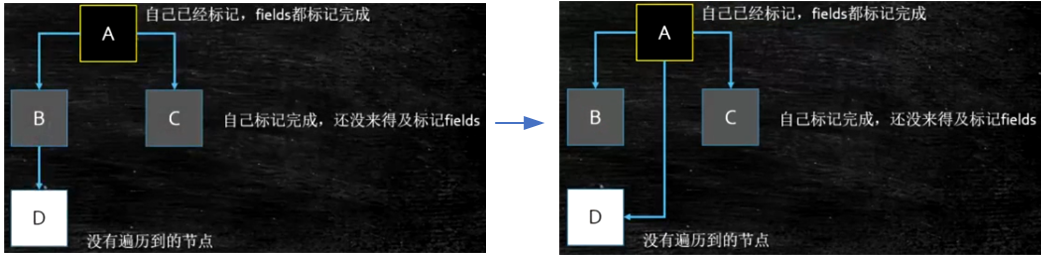 自己已经标记，fields都标记完成
A
B
C
自己标记完成，还没来得及标记fields
D
没有遍历到的节点
自己已经标记，fields都标记完成
A
B
C
自己标记完成，还没来得及标记fields
D
没有遍历到的节点